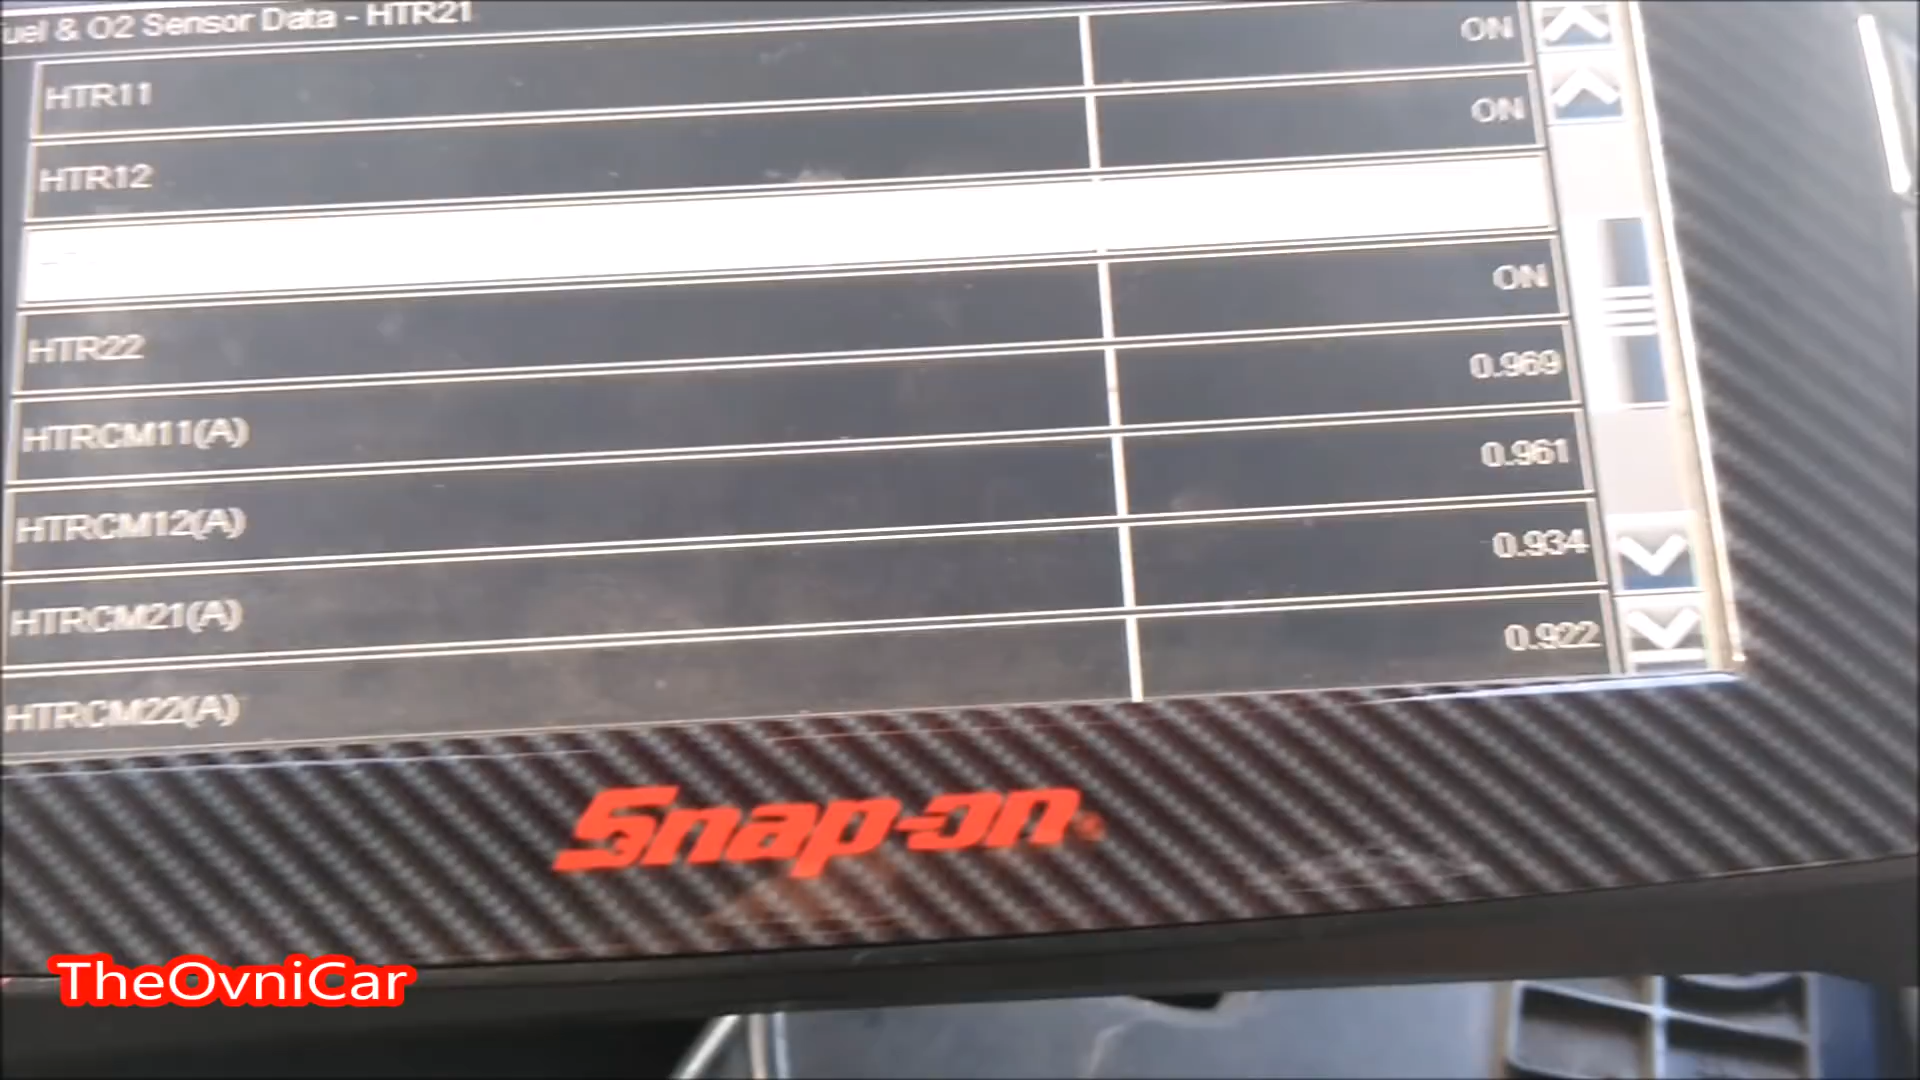 uel & O2 Sensor Data - HTR21
HTR11 ON
HTR12 ON
HTR22 ON
HTRCM11(A) 0.969
HTRCM12(A) 0.961
HTRCM21(A) 0.934
HTRCM22(A) 0.922
Snap-on
TheOvniCar